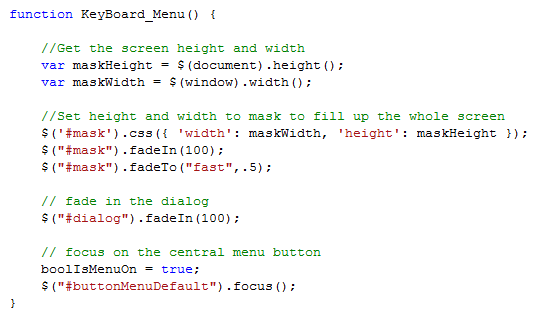 function KeyBoard_Menu() {
//Get the screen height and width
var maskHeight = $(document).height();
var maskWidth = $(window).width();
//Set height and width to mask to fill up the whole screen
$('#mask').css({ 'width': maskWidth, 'height': maskHeight });
$("#mask").fadeIn(100);
$("#mask").fadeTo("fast",.5);
// fade in the dialog
$("#dialog").fadeIn(100);
// focus on the central menu button
boolIsMenuOn = true;
$("#buttonMenuDefault").focus();
}